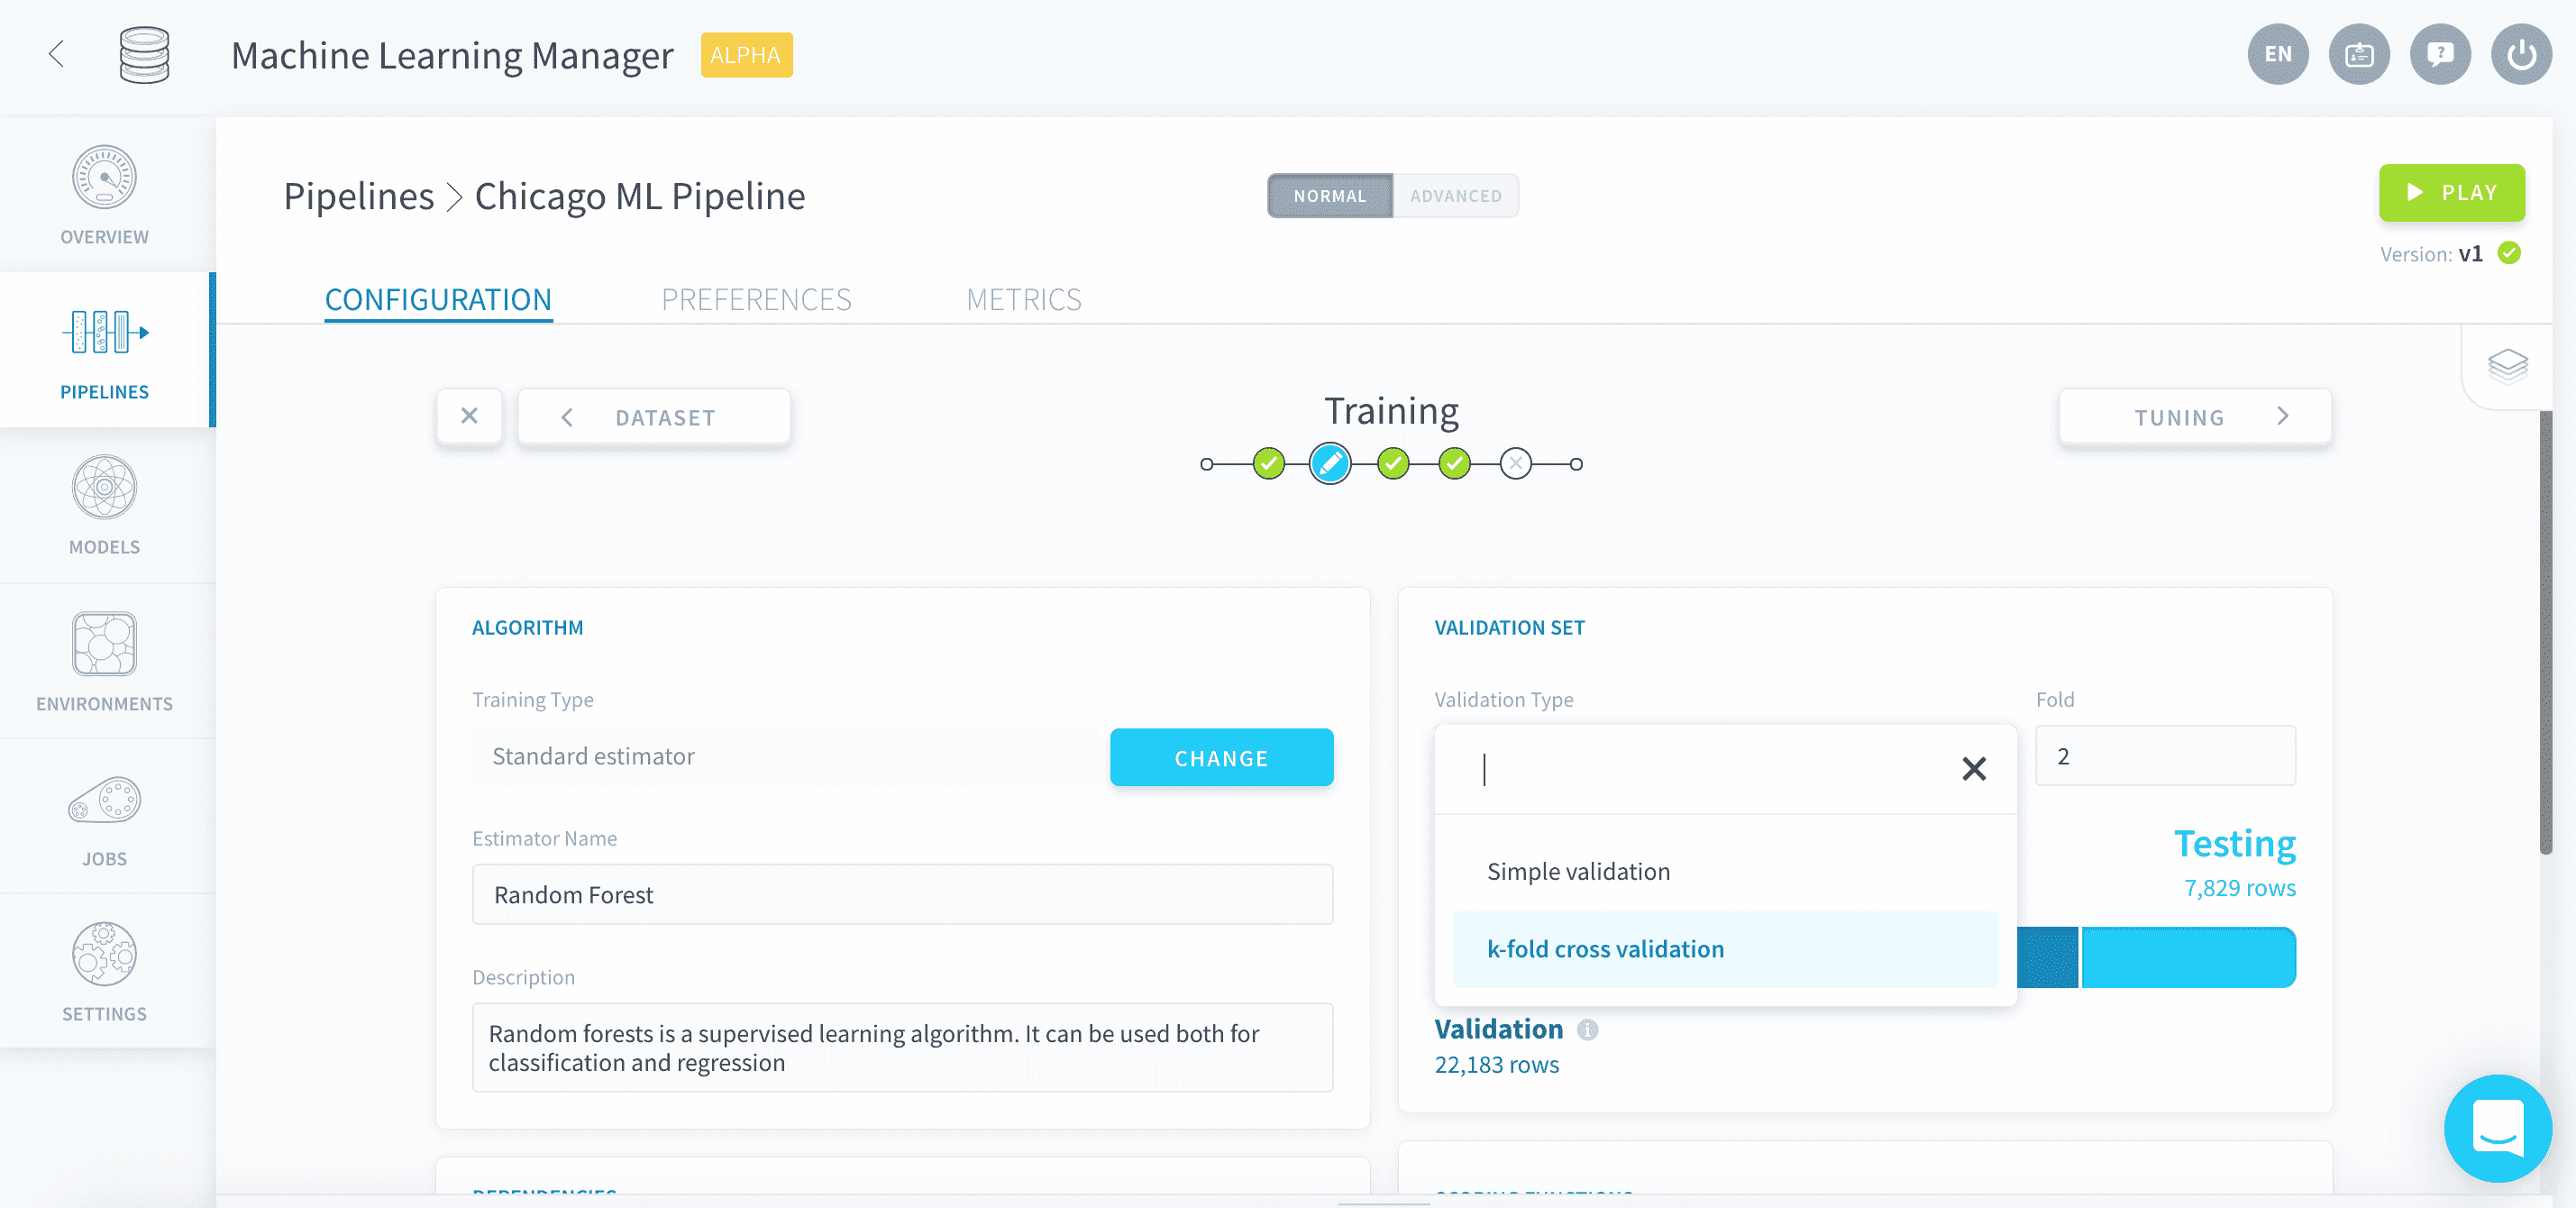 Machine Learning Manager
ALPHA
EN
OVERVIEW
PIPELINES
MODELS
ENVIRONMENTS
JOBS
SETTINGS
Pipelines > Chicago ML Pipeline
NORMAL
ADVANCED
PLAY
Version: v1
CONFIGURATION
PREFERENCES
METRICS
DATASET
Training
TUNING
ALGORITHM
Training Type
Standard estimator
CHANGE
Estimator Name
Random Forest
Description
Random forests is a supervised learning algorithm. It can be used both for
classification and regression
VALIDATION SET
Validation Type
Fold
2
Simple validation
k-fold cross validation
Testing
7,829 rows
Validation
22,183 rows
DEPENDENCIES
SCORING FUNCTIONS